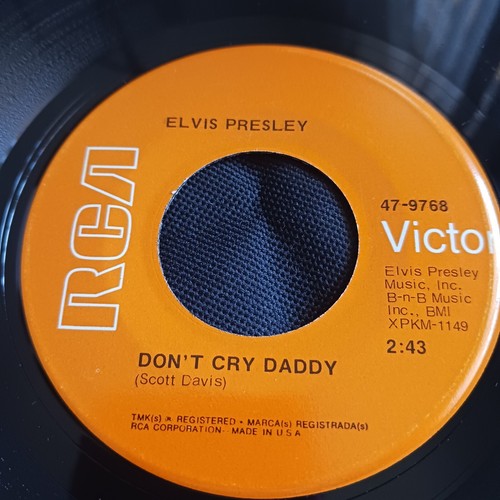 ELVIS PRESLEY
RCA
47-9768
Victor
Elvis Presley
Music, Inc.
B-n-B Music
Inc., BMI
XPKM-1149
2:43
DON'T CRY DADDY
(Scott Davis)
TMK(s) ® REGISTERED • MARCA(s) REGISTRADA(s)
RCA CORPORATION- MADE IN U.S.A